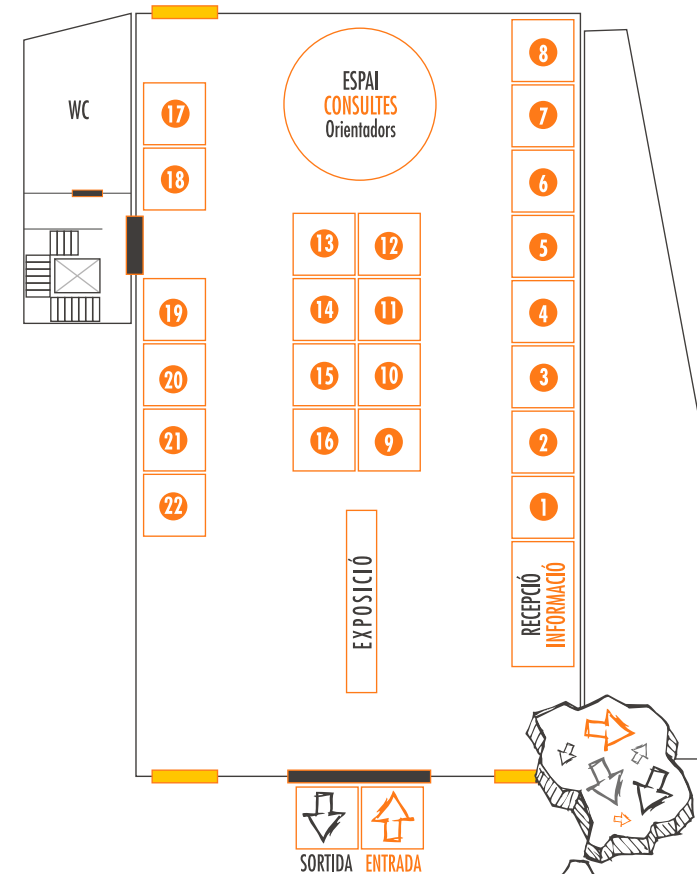 ESPAI
CONSULTES
Orientadors
WC
8
7
6
5
4
3
2
1
17
18
19
20
21
22
13
12
14
11
15
10
16
9
EXPOSICIÓ
RECEPCIÓ
INFORMACIÓ
SORTIDA
ENTRADA